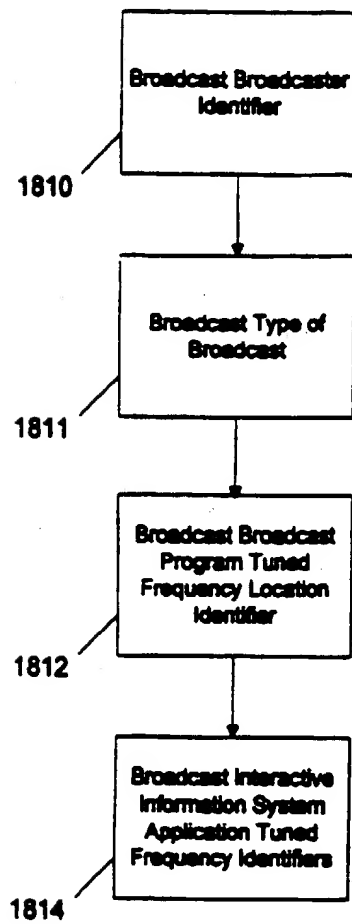 Broadcast Broadcaster
Identifier
1810
Broadcast Type of
Broadcast
1811
Broadcast Broadcast
Program Tuned
Frequency Location
Identifier
1812
Broadcast Interactive
Information System
Application Tuned
Frequency Identifiers
1814